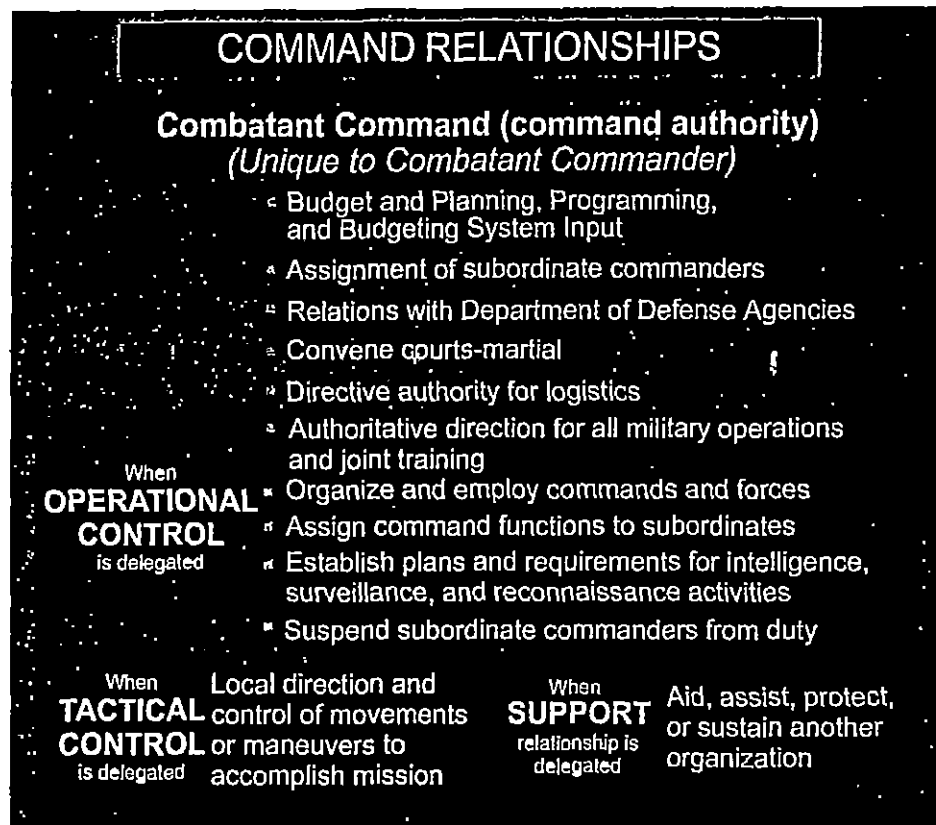 COMMAND RELATIONSHIPS
Combatant Command (command authority)
(Unique to Combatant Commander)
Budget and Planning, Programming,
and Budgeting System Input
Assignment of subordinate commanders
Relations with Department of Defense Agencies
Convene courts-martial
Directive authority for logistics
When
OPERATIONAL
CONTROL
is delegated
Authoritative direction for all military operations
and joint training
Organize and employ commands and forces
Assign command functions to subordinates
Establish plans and requirements for intelligence,
surveillance, and reconnaissance activities
Suspend subordinate commanders from duty
When
TACTICAL
CONTROL
is delegated
Local direction and
control of movements
or maneuvers to
accomplish mission
When
SUPPORT
relationship is
delegated
Aid, assist, protect,
or sustain another
organization